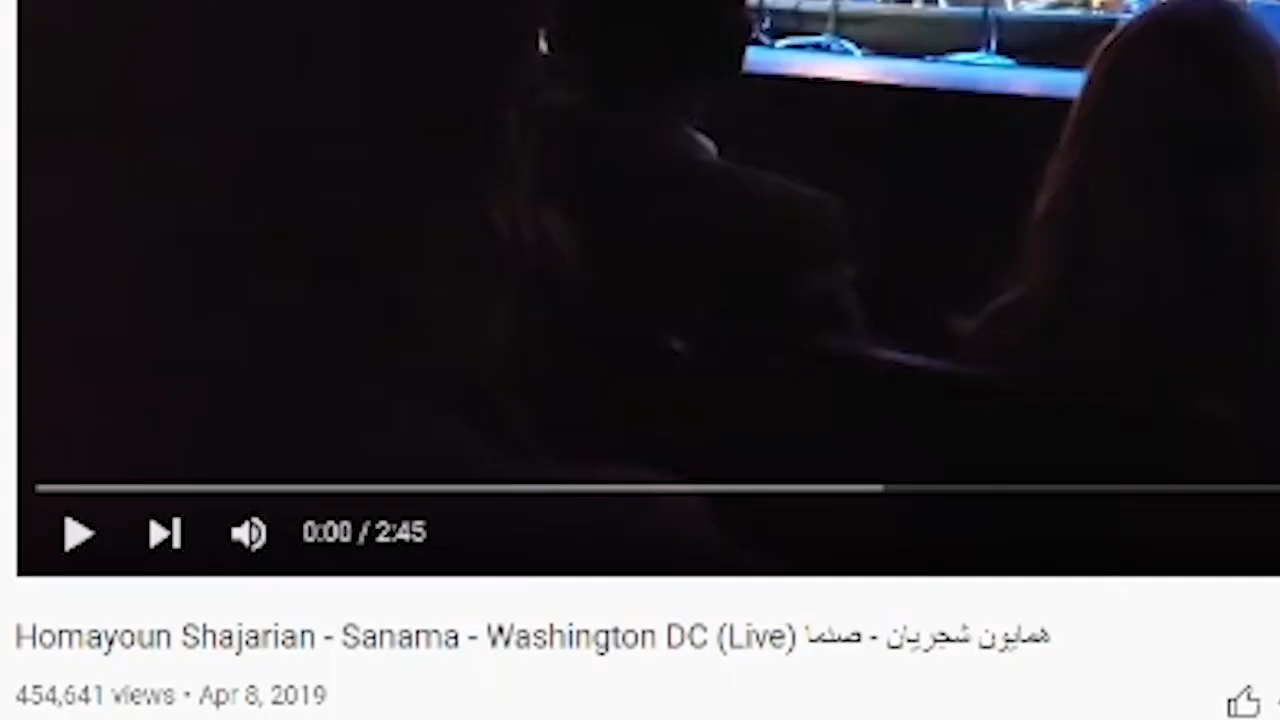 0:00 / 2:45
Homayoun Shajarian - Sanama - Washington DC (Live) همایون شجریان - صنما
454,641 views • Apr 8, 2019